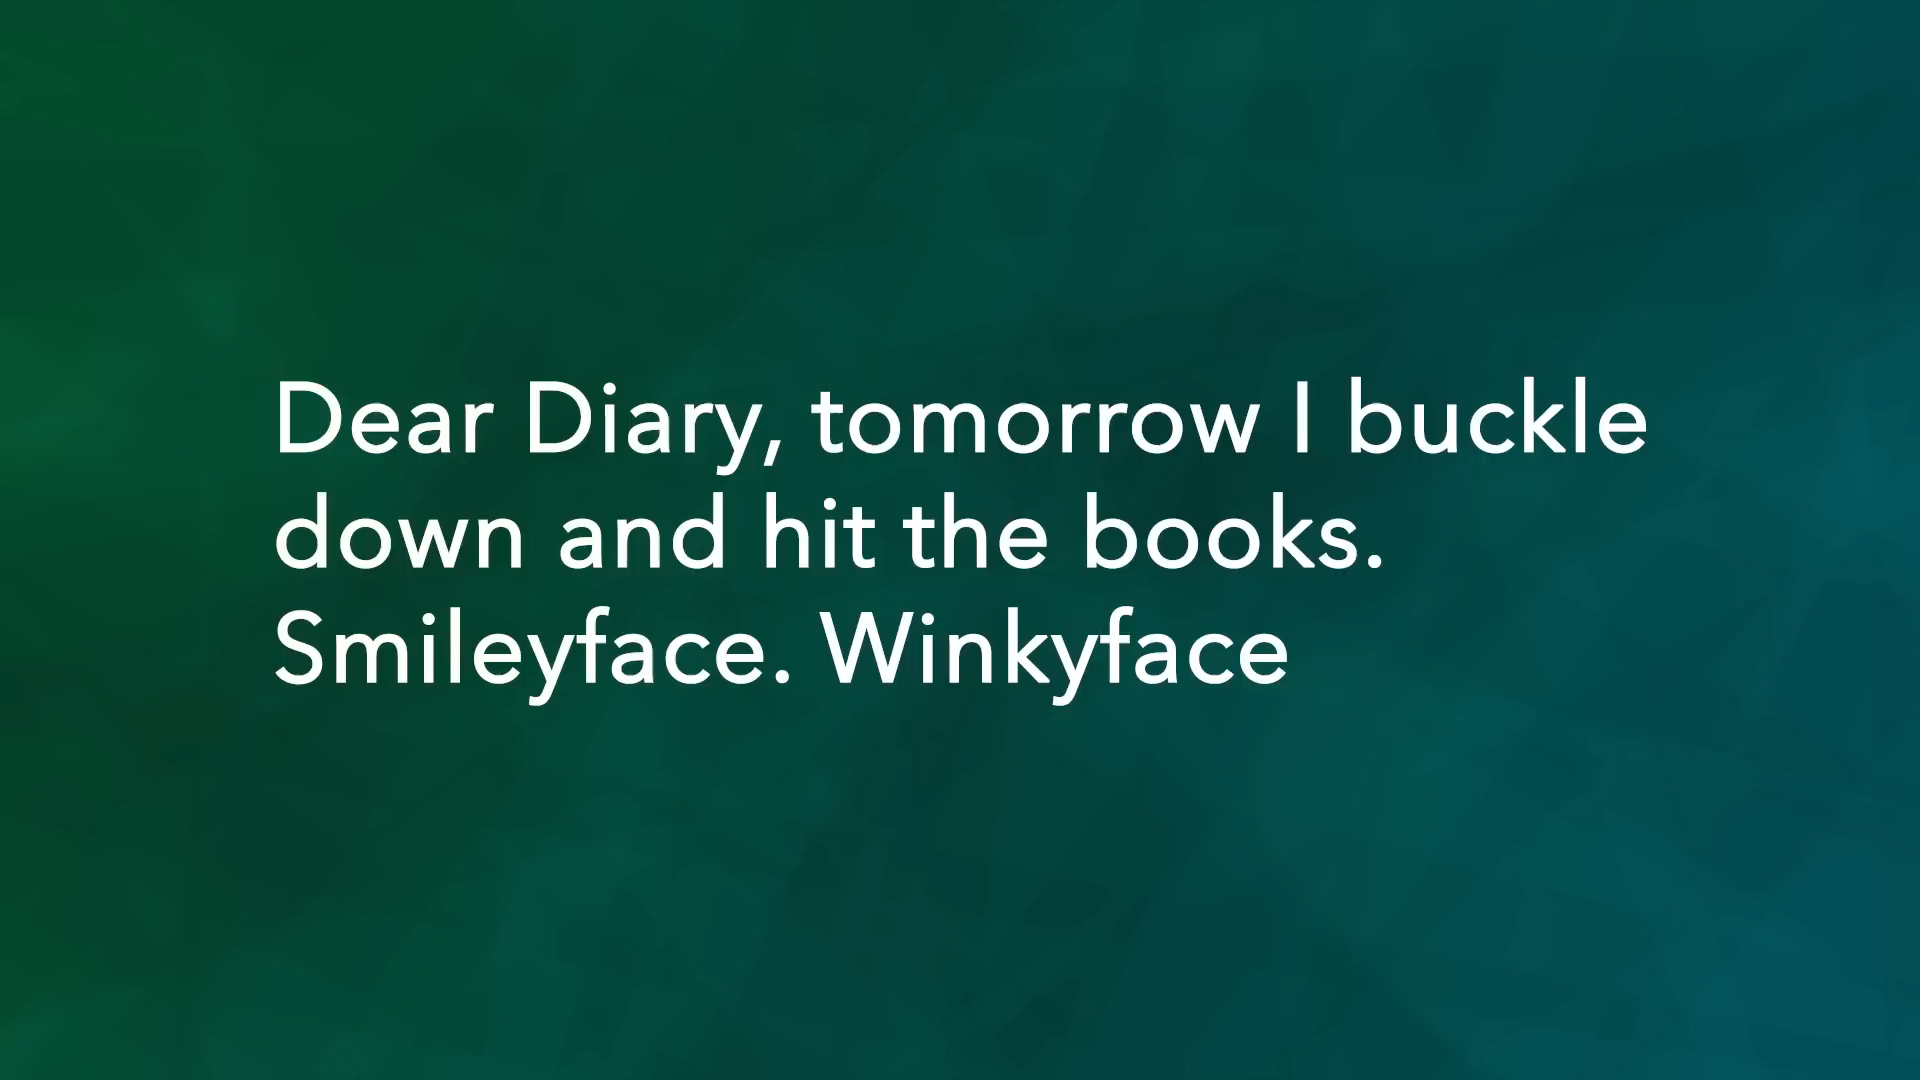 Dear Diary, tomorrow I buckle
down and hit the books.
Smileyface. Winkyface